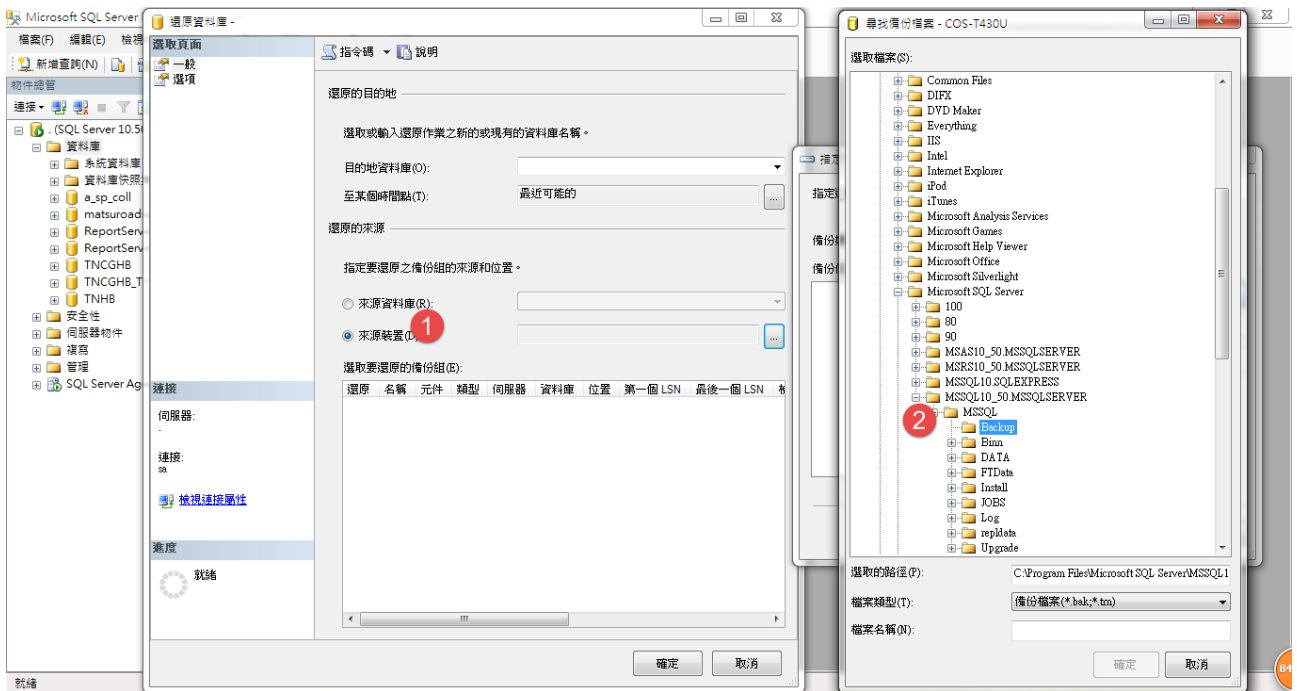 Microsoft SQL Server
檔案(F) 編輯(E) 檢視
新增查詢(N)
物件總管
連接
. (SQL Server 10.5
資料庫
系統資料庫
資料庫快照
a_sp_coll
matsuroad
ReportServ
ReportServ
TNCGHB
TNCGHB_T
TNHB
安全性
伺服器物件
複寫
管理
SQL Server Ag
就緒
還原資料庫 -
選取頁面
一般
選項
連接
伺服器:
.
連接:
sa
檢視連接屬性
進度
就緒
指令碼 說明
還原的目的地
選取或輸入還原作業之新的或現有的資料庫名稱。
目的地資料庫(O):
至某個時間點(T): 最近可能的 ...
還原的來源
指定要還原之備份組的來源和位置。
來源資料庫(R):
來源裝置(D ...
1
選取要還原的備份組(E):
還原 名稱 元件 類型 伺服器 資料庫 位置 第一個 LSN 最後一個 LSN
確定 取消
指定
備份
備份
尋找備份檔案 - COS-T430U
選取檔案(S):
Common Files
DIFX
DVD Maker
Everything
IIS
Intel
Internet Explorer
iPod
iTunes
Microsoft Analysis Services
Microsoft Games
Microsoft Help Viewer
Microsoft Office
Microsoft Silverlight
Microsoft SQL Server
100
80
90
MSAS10_50.MSSQLSERVER
MSRS10_50.MSSQLSERVER
MSSQL10.SQLEXPRESS
MSSQL10_50.MSSQLSERVER
2
MSSQL
Backup
Binn
DATA
FTData
Install
JOBS
Log
repldata
Upgrade
選取的路徑(P): C:\Program Files\Microsoft SQL Server\MSSQL1
檔案類型(T): 備份檔案(*.bak;*.trn)
檔案名稱(N):
確定 取消
84